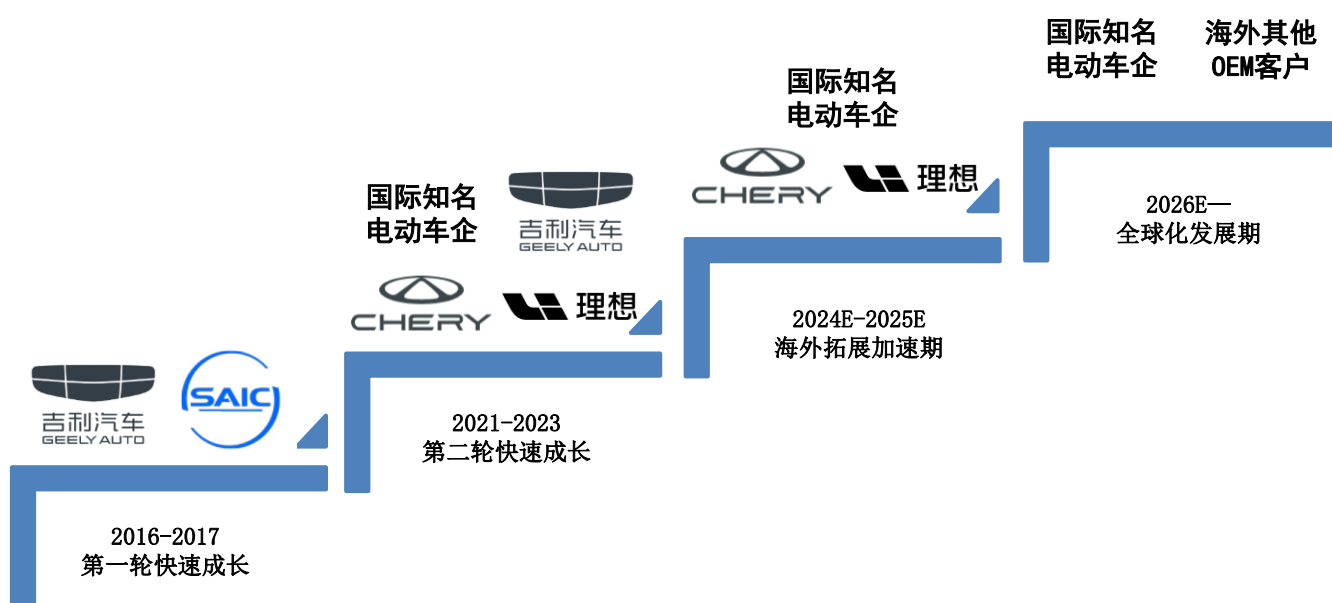 国际知名
电动车企
海外其他
OEM客户
2026E—
全球化发展期
国际知名
电动车企
CHERY
理想
2024E-2025E
海外拓展加速期
国际知名
电动车企
吉利汽车
GEELY AUTO
CHERY
理想
2021-2023
第二轮快速成长
吉利汽车
GEELY AUTO
SAIC
2016-2017
第一轮快速成长